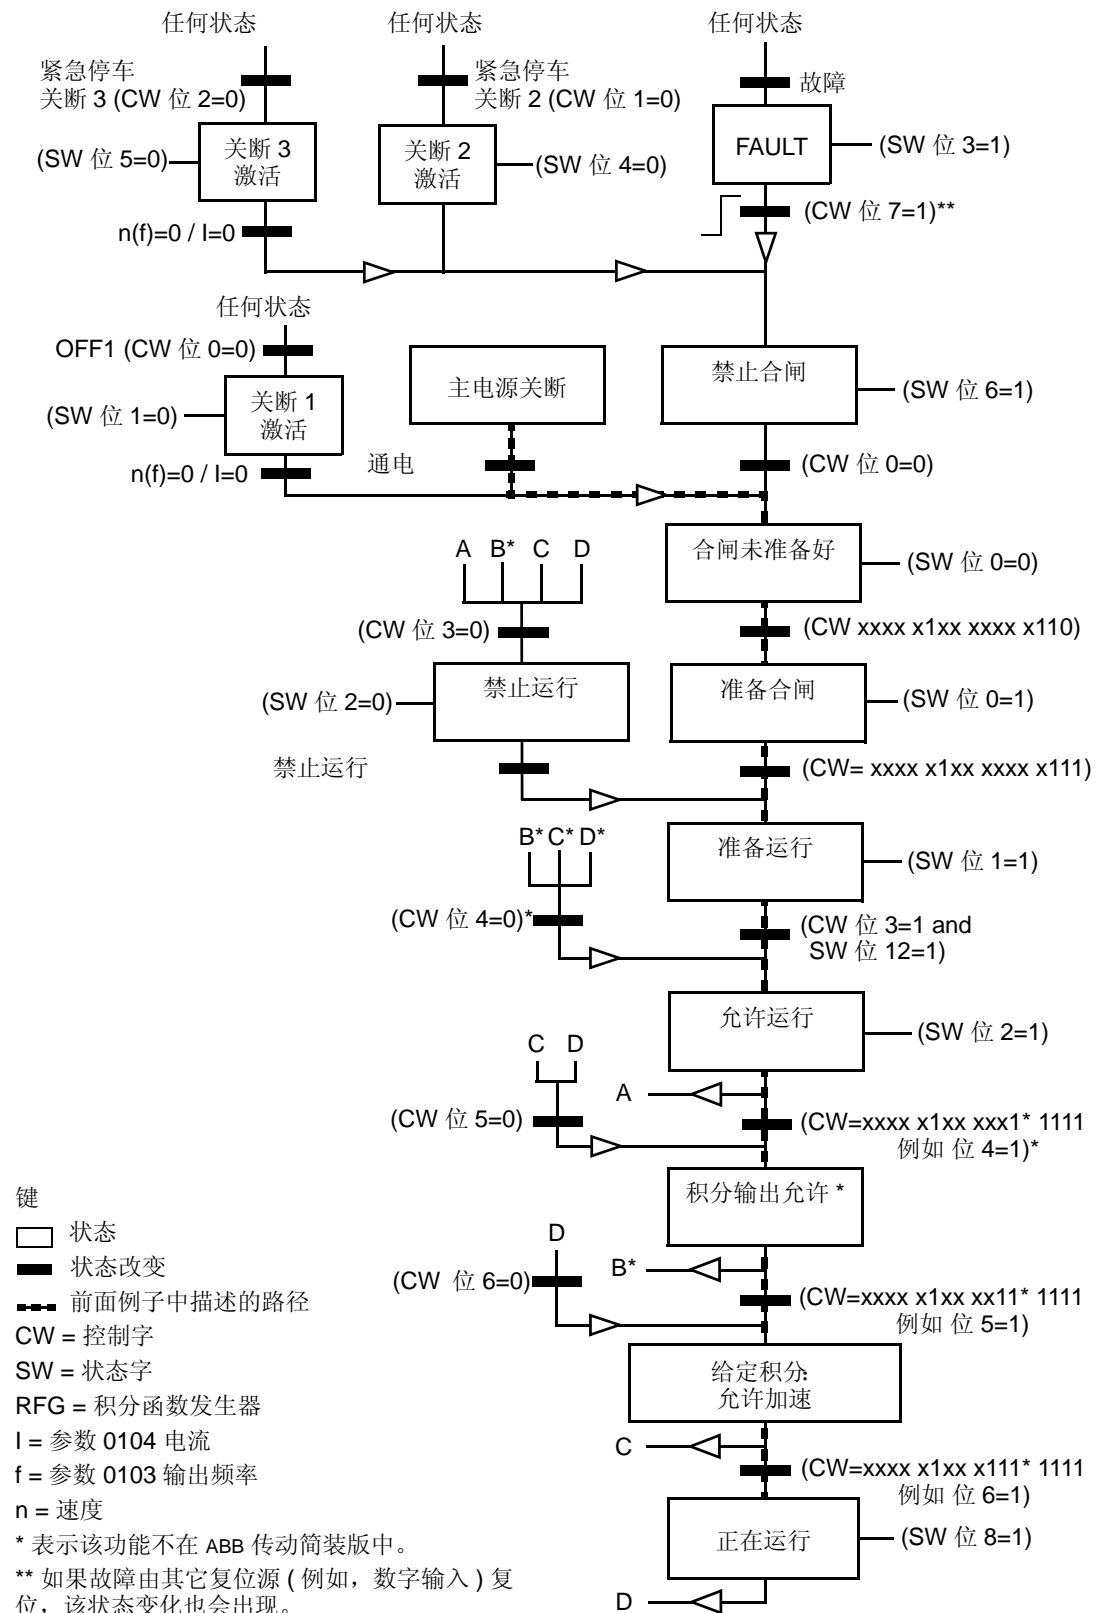 任何状态
任何状态
任何状态
紧急停车
关断 3 (CW 位 2=0)
紧急停车
关断 2 (CW 位 1=0)
故障
(SW 位 5=0)
关断 3
激活
关断 2
激活
(SW 位 4=0)
FAULT
(SW 位 3=1)
n(f)=0 / I=0
(CW 位 7=1)**
任何状态
OFF1 (CW 位 0=0)
(SW 位 1=0)
关断 1
激活
主电源关断
禁止合闸
(SW 位 6=1)
n(f)=0 / I=0
通电
(CW 位 0=0)
A B* C D
合闸未准备好
(SW 位 0=0)
(CW 位 3=0)
(CW xxxx x1xx xxxx x110)
(SW 位 2=0)
禁止运行
准备合闸
(SW 位 0=1)
禁止运行
(CW= xxxx x1xx xxxx x111)
B* C* D*
准备运行
(SW 位 1=1)
(CW 位 4=0)*
(CW 位 3=1 and
SW 位 12=1)
允许运行
(SW 位 2=1)
C D
A
(CW 位 5=0)
(CW=xxxx x1xx xxx1* 1111
例如 位 4=1)*
积分输出允许 *
D
B*
(CW 位 6=0)
(CW=xxxx x1xx xx11* 1111
例如 位 5=1)
给定积分:
允许加速
C
(CW=xxxx x1xx x111* 1111
例如 位 6=1)
正在运行
(SW 位 8=1)
D
键
状态
状态改变
前面例子中描述的路径
CW = 控制字
SW = 状态字
RFG = 积分函数发生器
I = 参数 0104 电流
f = 参数 0103 输出频率
n = 速度
* 表示该功能不在 ABB 传动简装版中。
** 如果故障由其它复位源 ( 例如，数字输入 ) 复
位，该状态变化也会出现。